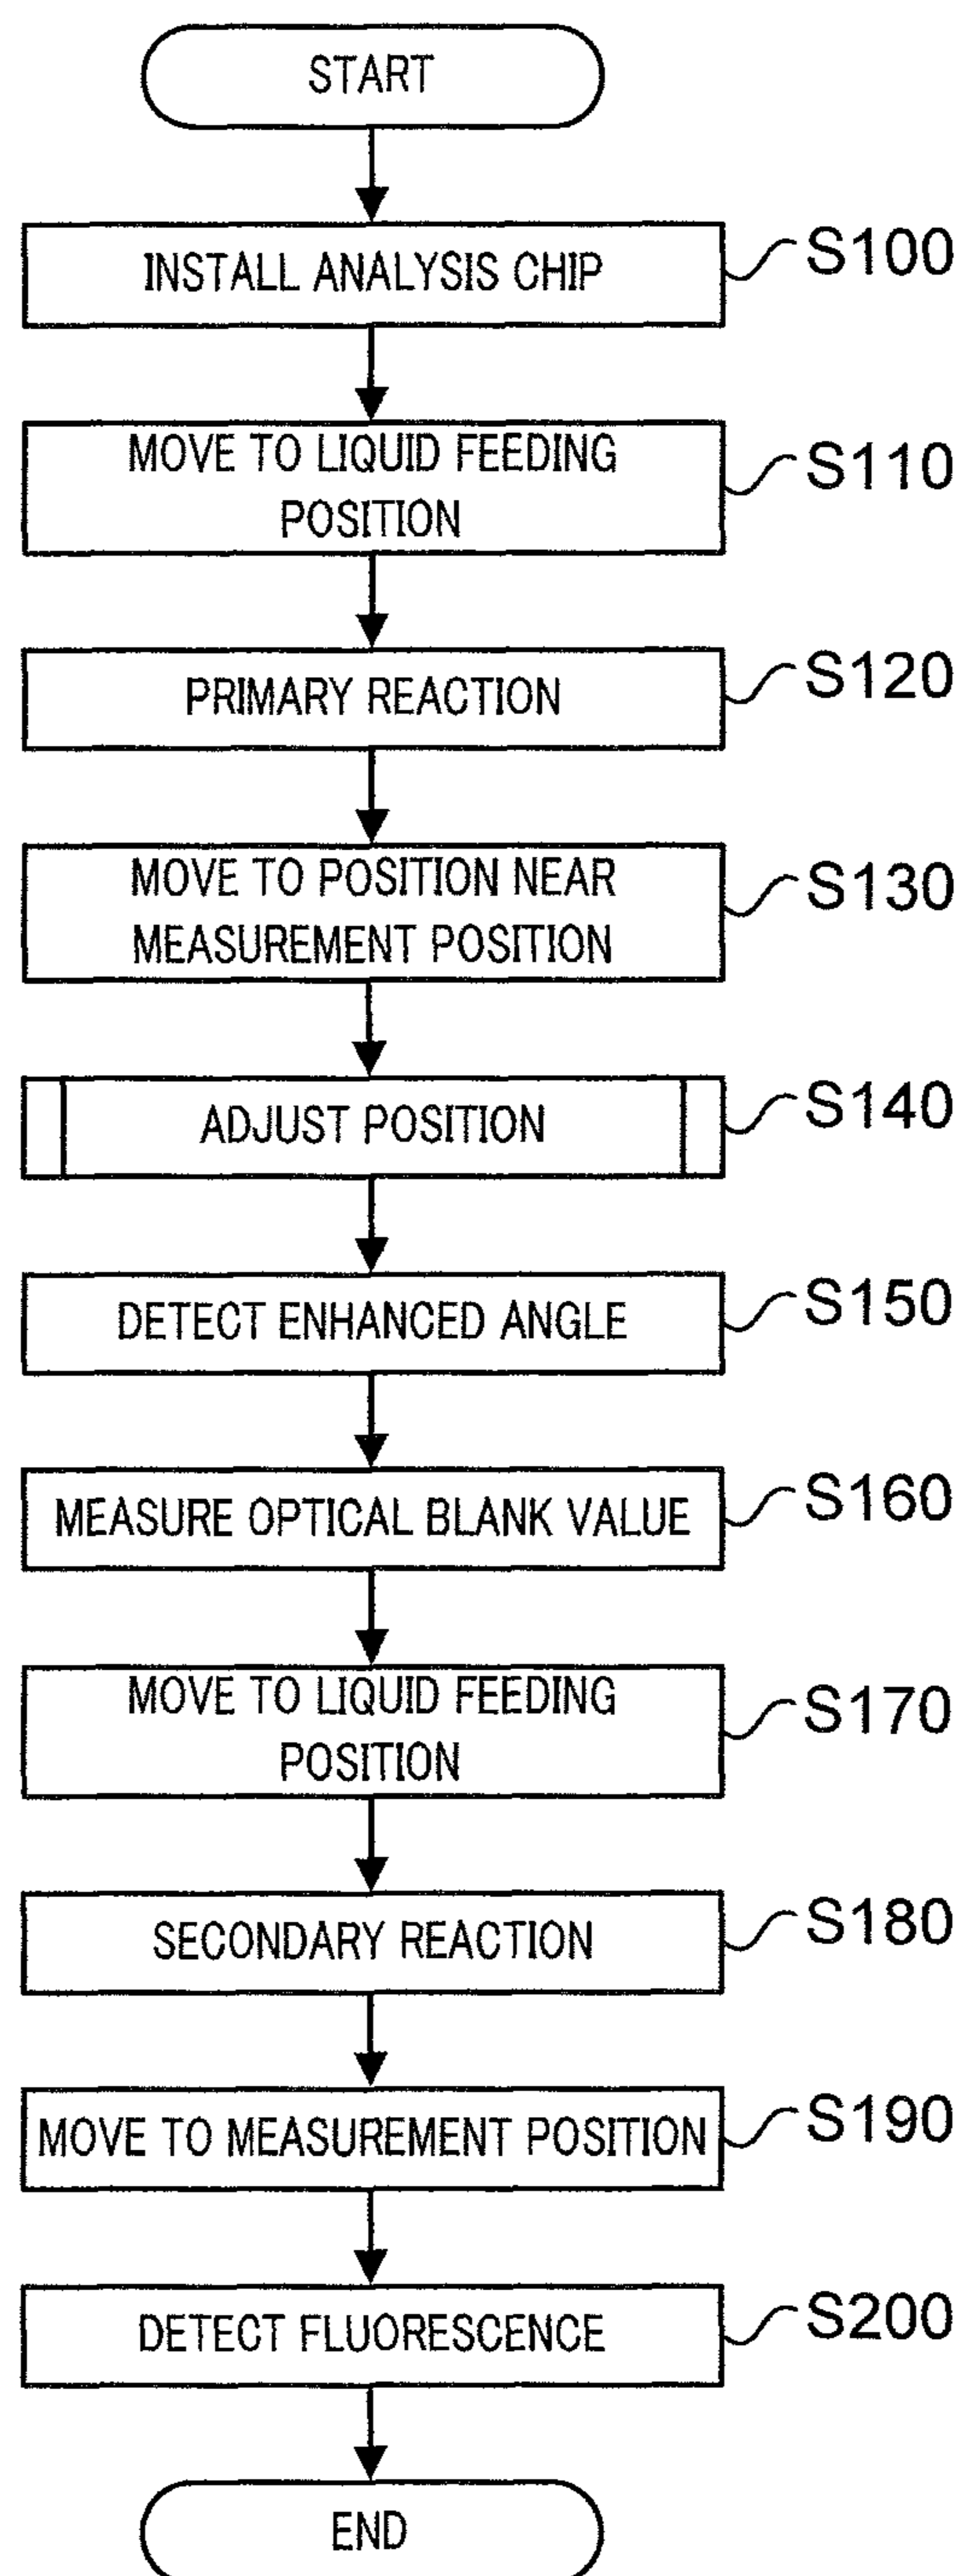 START
INSTALL ANALYSIS CHIP
S100
MOVE TO LIQUID FEEDING
POSITION
S110
PRIMARY REACTION
S120
MOVE TO POSITION NEAR
MEASUREMENT POSITION
S130
ADJUST POSITION
S140
DETECT ENHANCED ANGLE
S150
MEASURE OPTICAL BLANK VALUE
S160
MOVE TO LIQUID FEEDING
POSITION
S170
SECONDARY REACTION
S180
MOVE TO MEASUREMENT POSITION
S190
DETECT FLUORESCENCE
S200
END